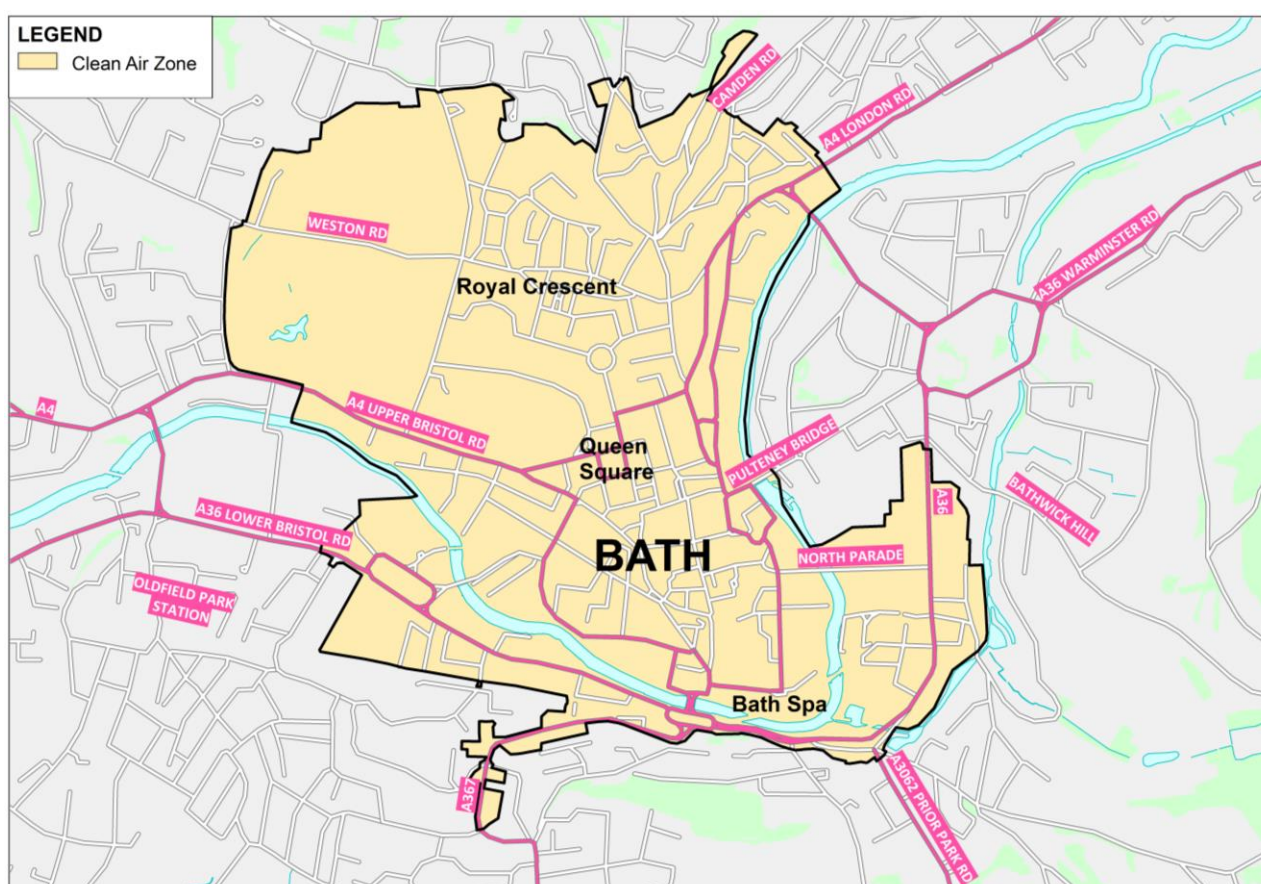 LEGEND
Clean Air Zone
CAMDEN RD
A4 LONDON RD
WESTON RD
A36 WARMINSTER RD
Royal Crescent
A4
A4 UPPER BRISTOL RD
Queen
Square
PULTENEY BRIDGE
A36
BATHWICK HILL
A36 LOWER BRISTOL RD
BATH
NORTH PARADE
OLDFIELD PARK
STATION
Bath Spa
A367
A3062 PRIOR PARK RD